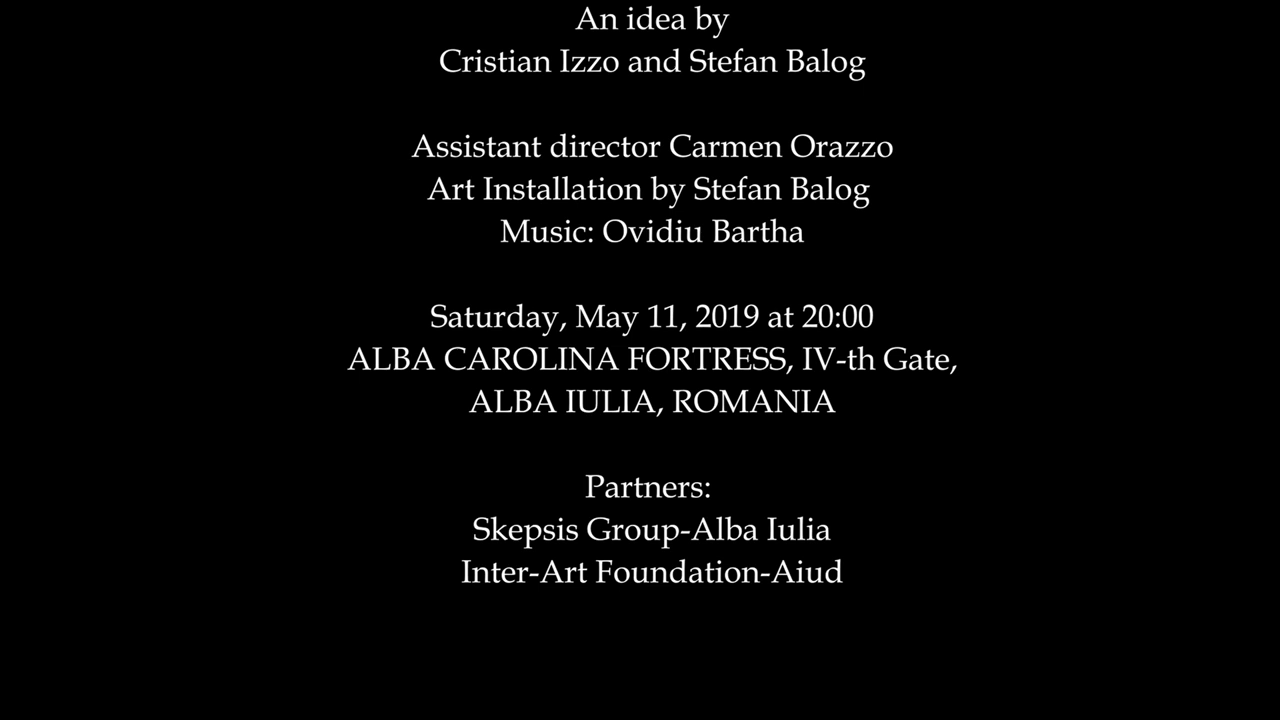 An idea by
Cristian Izzo and Stefan Balog
Assistant director Carmen Orazzo
Art Installation by Stefan Balog
Music: Ovidiu Bartha
Saturday, May 11, 2019 at 20:00
ALBA CAROLINA FORTRESS, IV-th Gate,
ALBA IULIA, ROMANIA
Partners:
Skepsis Group-Alba Iulia
Inter-Art Foundation-Aiud